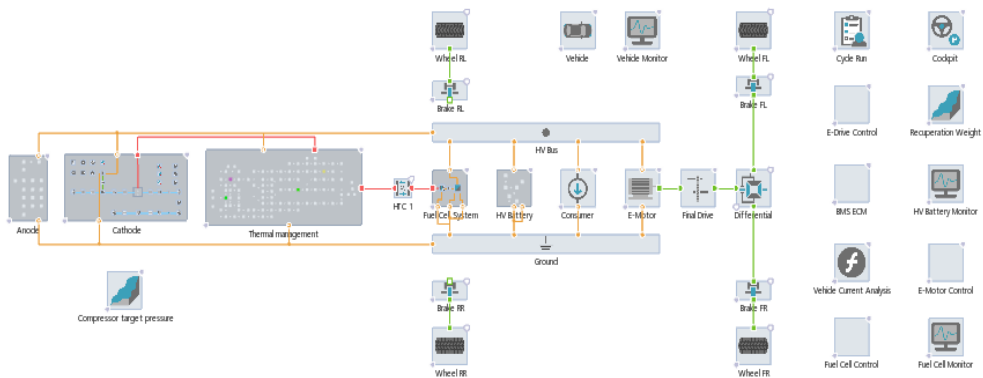 Wheel RL
Vehicle
Vehicle Monitor
Wheel FL
Cycle Run
Cockpit
Brake RL
Brake FL
E-Drive Control
Recuperation Weight
HV Bus
Anode
Cathode
Thermal management
HTC 1
Fuel Cell System
HV Battery
Consumer
E-Motor
Final Drive
Differential
BMS ECM
HV Battery Monitor
Ground
Compressor target pressure
Brake RR
Brake FR
Vehicle Current Analysis
E-Motor Control
Wheel RR
Wheel FR
Fuel Cell Control
Fuel Cell Monitor